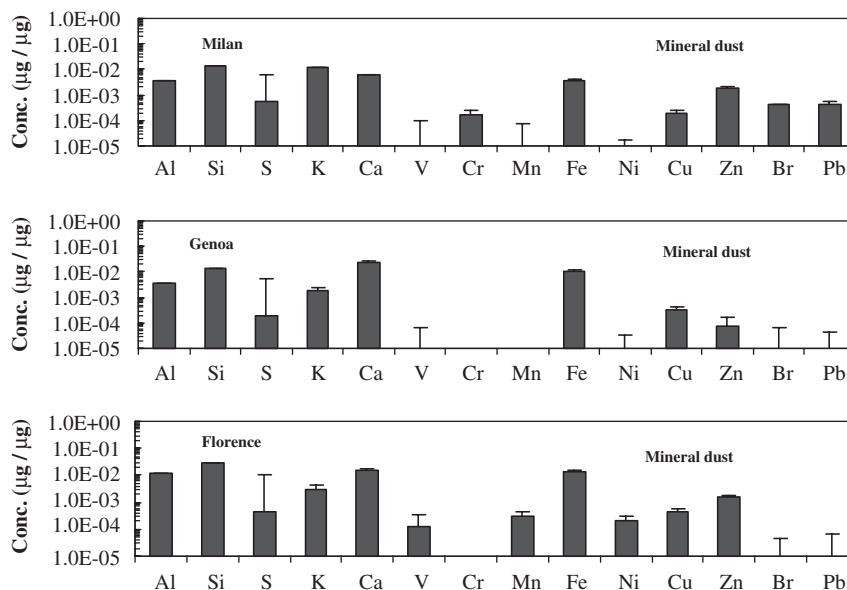 Conc. (µg / µg)
1.0E+00
1.0E-01
1.0E-02
1.0E-03
1.0E-04
1.0E-05
Milan
Mineral dust
Al Si S K Ca V Cr Mn Fe Ni Cu Zn Br Pb
Conc. (µg / µg)
1.0E+00
1.0E-01
1.0E-02
1.0E-03
1.0E-04
1.0E-05
Genoa
Mineral dust
Al Si S K Ca V Cr Mn Fe Ni Cu Zn Br Pb
Conc. (µg / µg)
1.0E+00
1.0E-01
1.0E-02
1.0E-03
1.0E-04
1.0E-05
Florence
Mineral dust
Al Si S K Ca V Cr Mn Fe Ni Cu Zn Br Pb